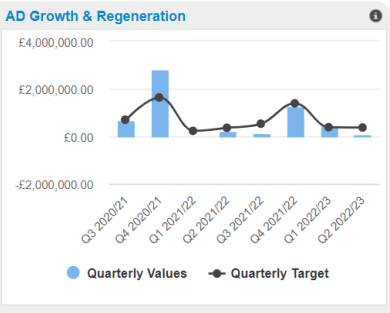 AD Growth & Regeneration
£4,000,000.00
£2,000,000.00
£0.00
-£2,000,000.00
Q3 2020/21
Q4 2020/21
Q1 2021/22
Q2 2021/22
Q3 2021/22
Q4 2021/22
Q1 2022/23
Q2 2022/23
Quarterly Values
Quarterly Target